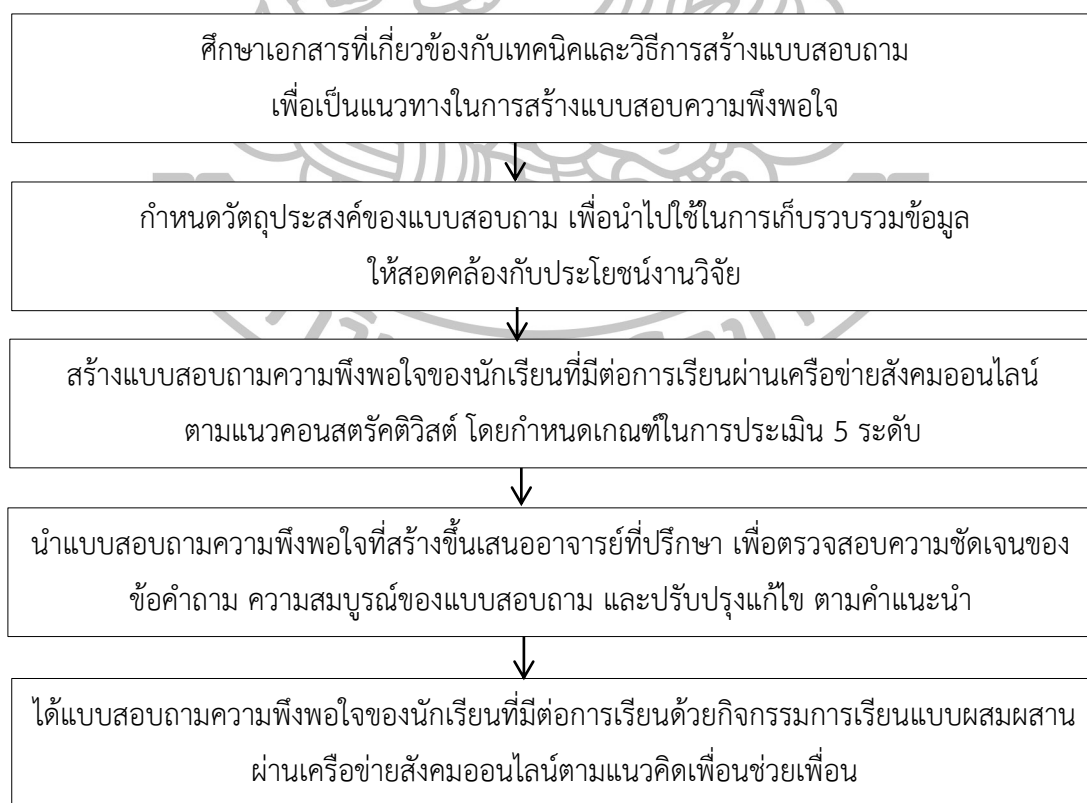 ศึกษาเอกสารที่เกี่ยวข้องกับเทคนิคและวิธีการสร้างแบบสอบถาม
เพื่อเป็นแนวทางในการสร้างแบบสอบความพึงพอใจ
กำหนดวัตถุประสงค์ของแบบสอบถาม เพื่อนำไปใช้ในการเก็บรวบรวมข้อมูล
ให้สอดคล้องกับประโยชน์งานวิจัย
สร้างแบบสอบถามความพึงพอใจของนักเรียนที่มีต่อการเรียนผ่านเครือข่ายสังคมออนไลน์
ตามแนวคอนสตรัคติวิสต์ โดยกำหนดเกณฑ์ในการประเมิน 5 ระดับ
นำแบบสอบถามความพึงพอใจที่สร้างขึ้นเสนออาจารย์ที่ปรึกษา เพื่อตรวจสอบความชัดเจนของ
ข้อคำถาม ความสมบูรณ์ของแบบสอบถาม และปรับปรุงแก้ไข ตามคำแนะนำ
ได้แบบสอบถามความพึงพอใจของนักเรียนที่มีต่อการเรียนด้วยกิจกรรมการเรียนแบบผสมผสาน
ผ่านเครือข่ายสังคมออนไลน์ตามแนวคิดเพื่อนช่วยเพื่อน